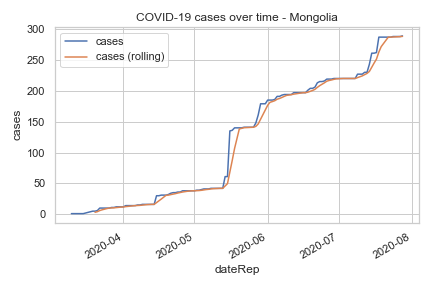 COVID-19 cases over time - Mongolia
cases
cases (rolling)
300
250
200
150
100
50
0
cases
2020-04
2020-05
2020-06
2020-07
2020-08
dateRep